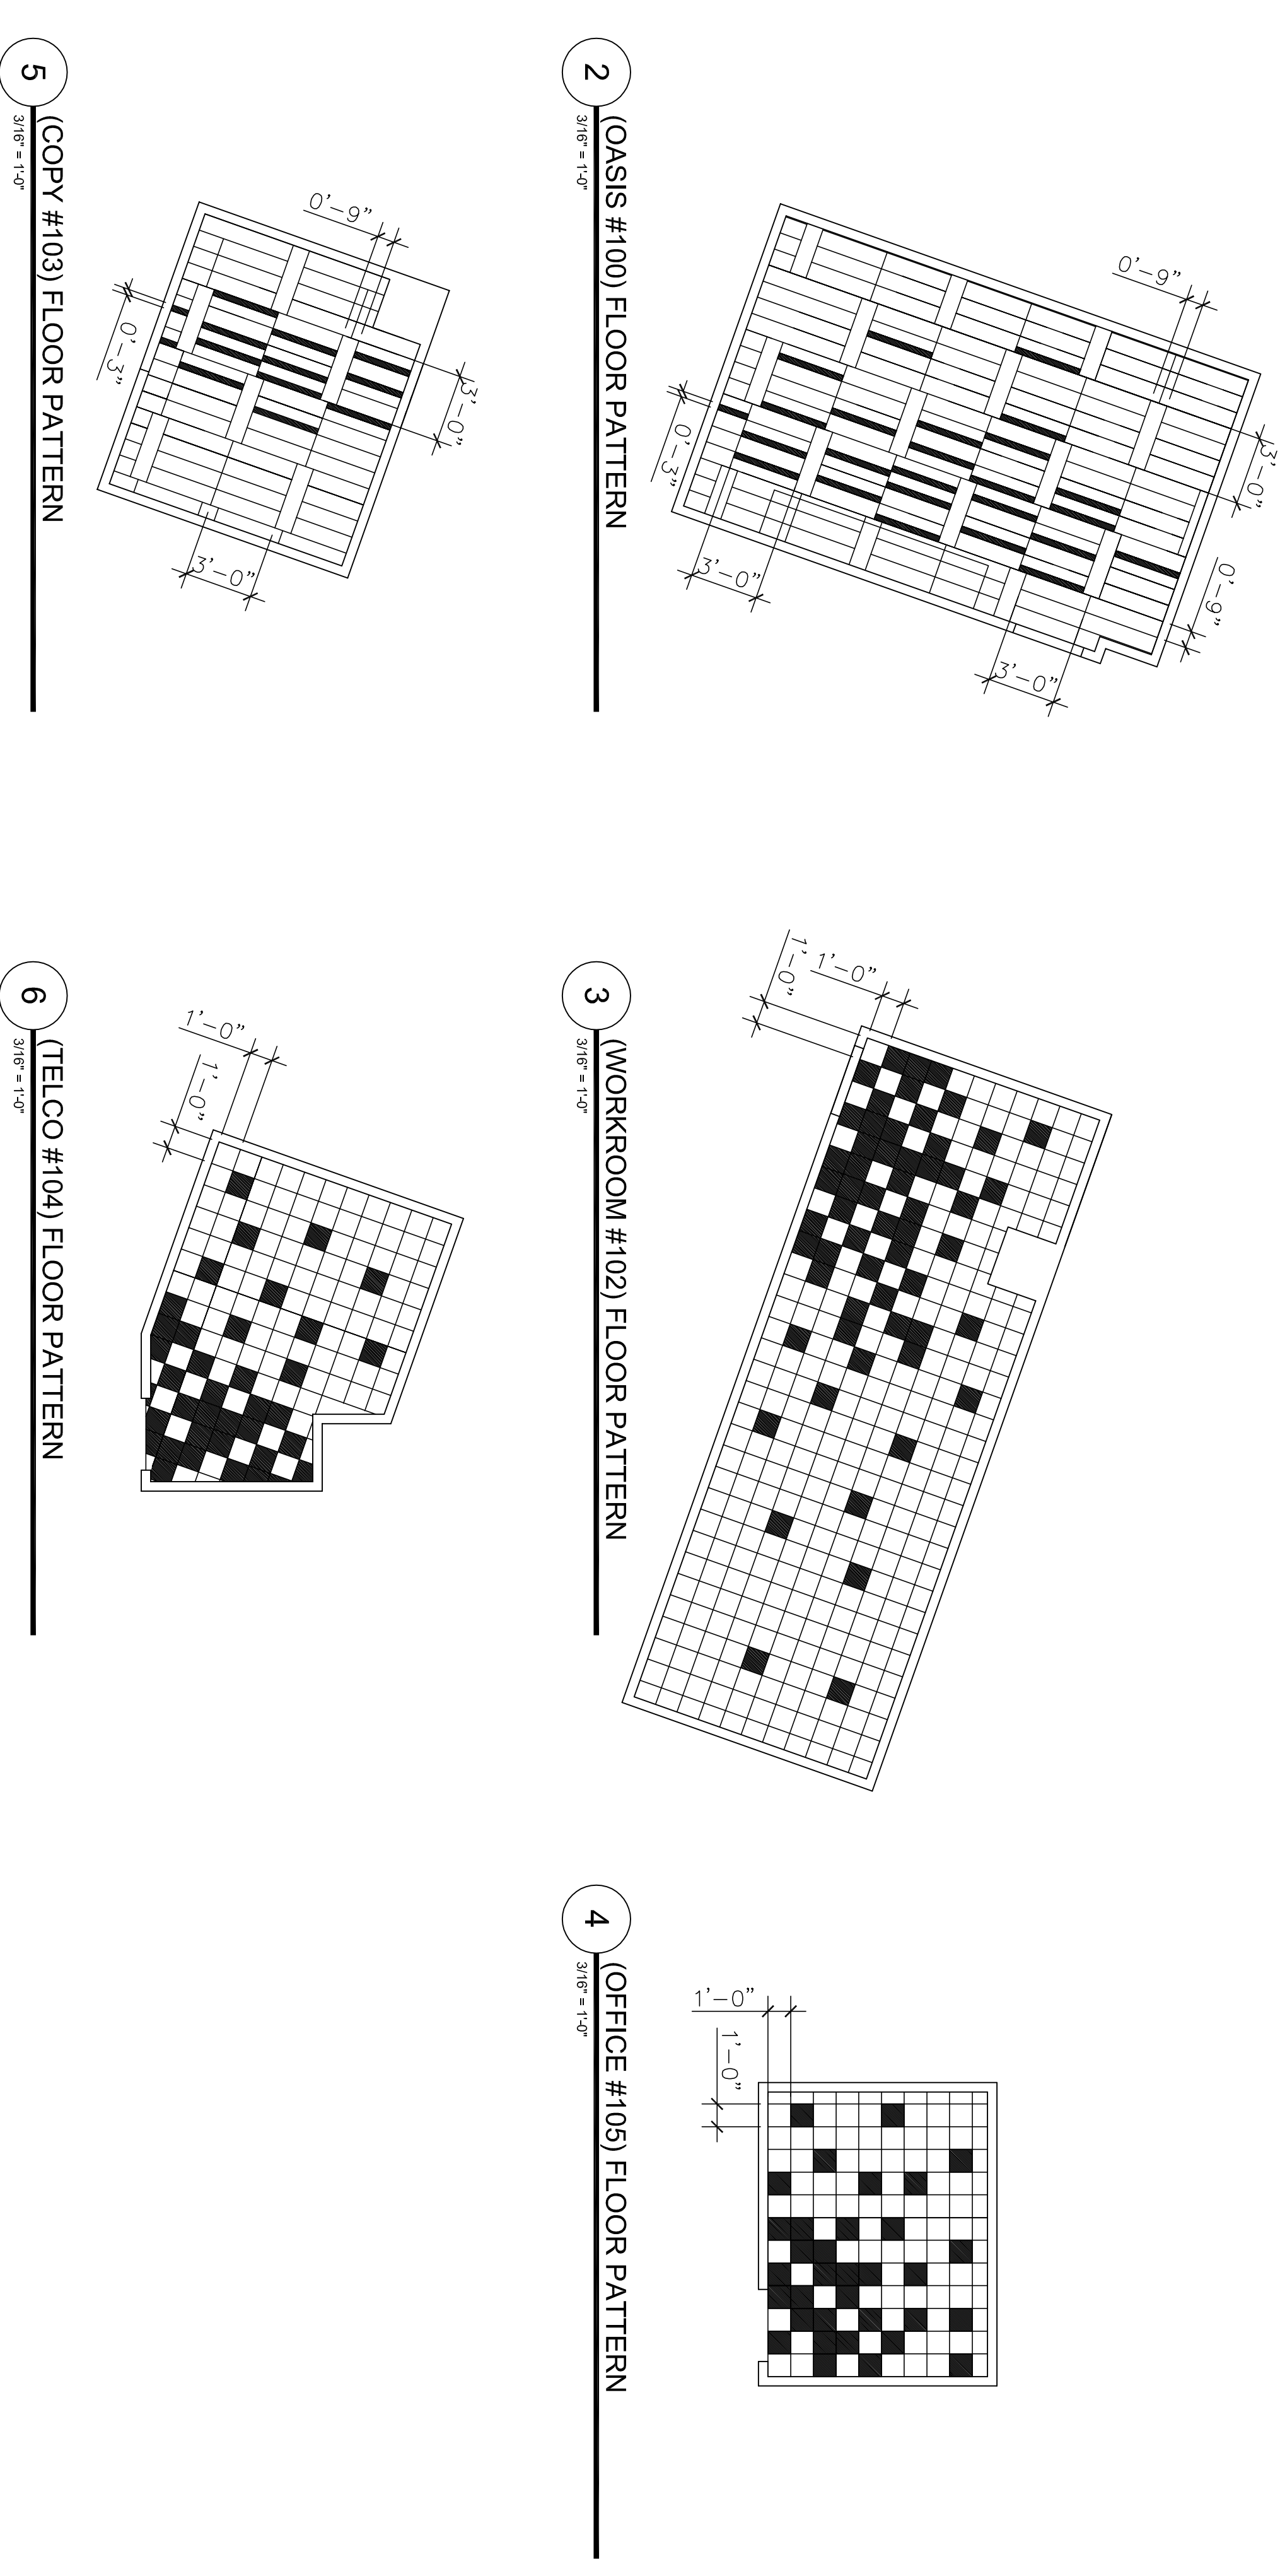 2
(OASIS #100) FLOOR PATTERN
3/16" = 1'-0"
0'-9"
3'-0"
0'-9"
3'-0"
3'-0"
0'-3"
3
(WORKROOM #102) FLOOR PATTERN
3/16" = 1'-0"
1'-0"
1'-0"
4
(OFFICE #105) FLOOR PATTERN
3/16" = 1'-0"
1'-0"
1'-0"
5
(COPY #103) FLOOR PATTERN
3/16" = 1'-0"
0'-9"
3'-0"
0'-3"
3'-0"
6
(TELCO #104) FLOOR PATTERN
3/16" = 1'-0"
1'-0"
1'-0"